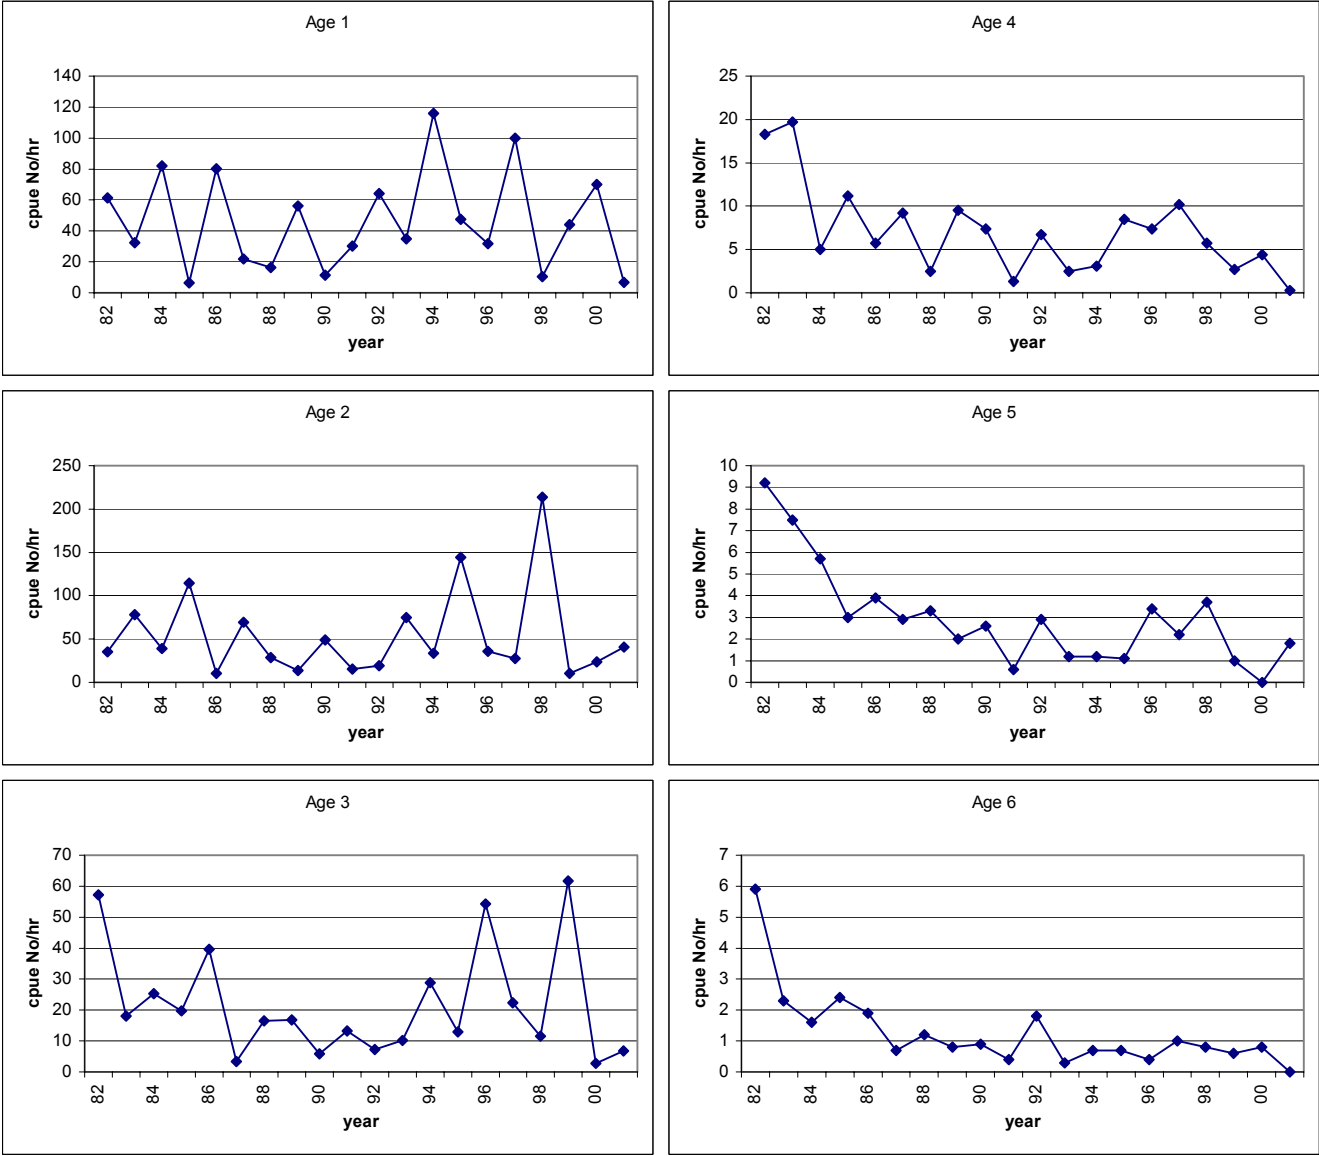 Age 1
140
120
100
80
60
40
20
0
cpue No/hr
82 84 86 88 90 92 94 96 98 00
year
Age 4
25
20
15
10
5
0
cpue No/hr
82 84 86 88 90 92 94 96 98 00
year
Age 2
250
200
150
100
50
0
cpue No/hr
82 84 86 88 90 92 94 96 98 00
year
Age 5
10
9
8
7
6
5
4
3
2
1
0
cpue No/hr
82 84 86 88 90 92 94 96 98 00
year
Age 3
70
60
50
40
30
20
10
0
cpue No/hr
82 84 86 88 90 92 94 96 98 00
year
Age 6
7
6
5
4
3
2
1
0
cpue No/hr
82 84 86 88 90 92 94 96 98 00
year